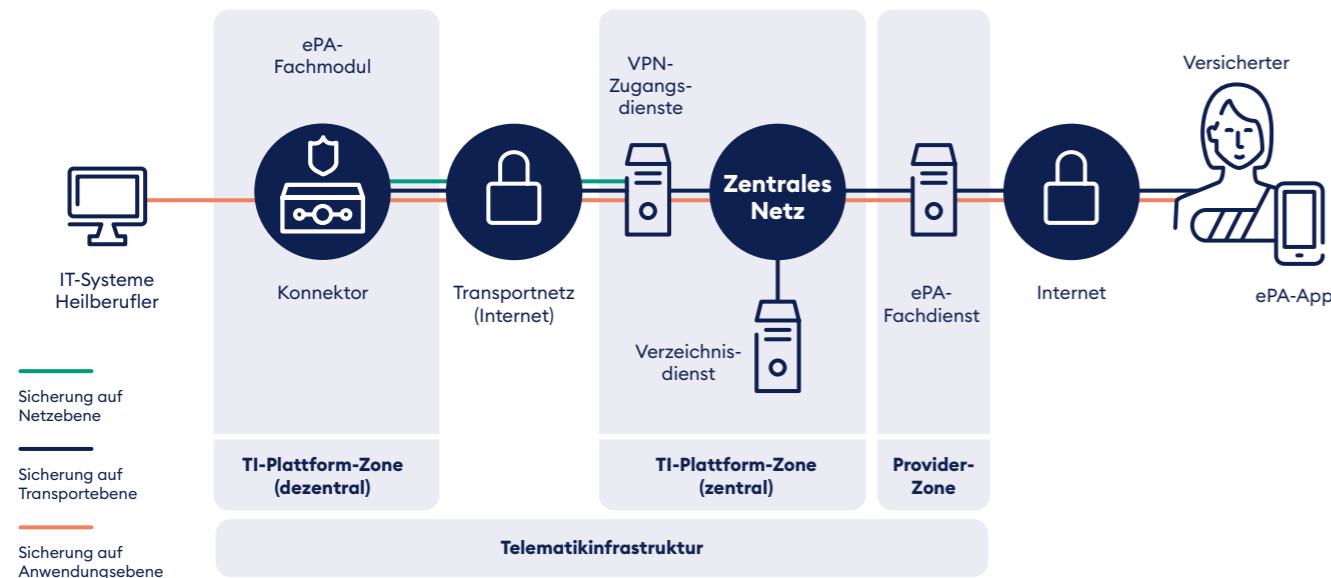 ePA-
Fachmodul
VPN-
Zugangs-
dienste
Versicherter
Zentrales
Netz
IT-Systeme
Heilberufler
Konnektor
Transportnetz
(Internet)
ePA-
Fachdienst
Internet
ePA-App
Verzeichnis-
dienst
Sicherung auf
Netzebene
Sicherung auf
Transportebene
Sicherung auf
Anwendungsebene
TI-Plattform-Zone
(dezentral)
TI-Plattform-Zone
(zentral)
Provider-
Zone
Telematikinfrastruktur